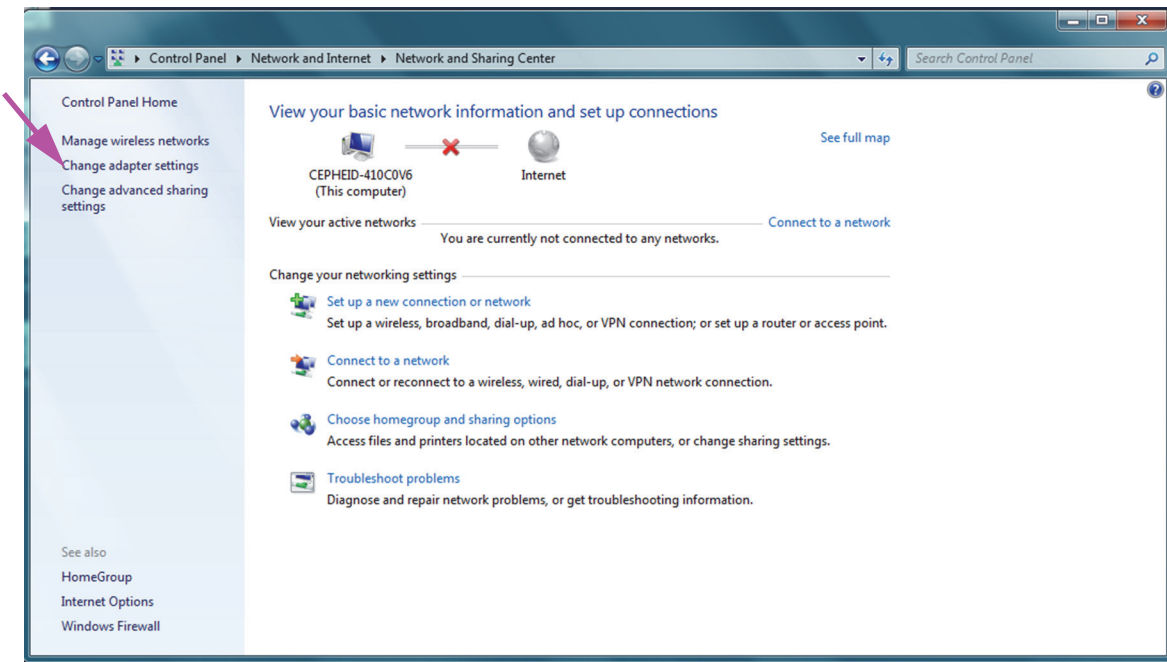 Control Panel ▸ Network and Internet ▸ Network and Sharing Center
Search Control Panel
Control Panel Home
Manage wireless networks
Change adapter settings
Change advanced sharing
settings
See also
HomeGroup
Internet Options
Windows Firewall
View your basic network information and set up connections
See full map
CEPHEID-410C0V6
(This computer)
Internet
View your active networks
Connect to a network
You are currently not connected to any networks.
Change your networking settings
Set up a new connection or network
Set up a wireless, broadband, dial-up, ad hoc, or VPN connection; or set up a router or access point.
Connect to a network
Connect or reconnect to a wireless, wired, dial-up, or VPN network connection.
Choose homegroup and sharing options
Access files and printers located on other network computers, or change sharing settings.
Troubleshoot problems
Diagnose and repair network problems, or get troubleshooting information.